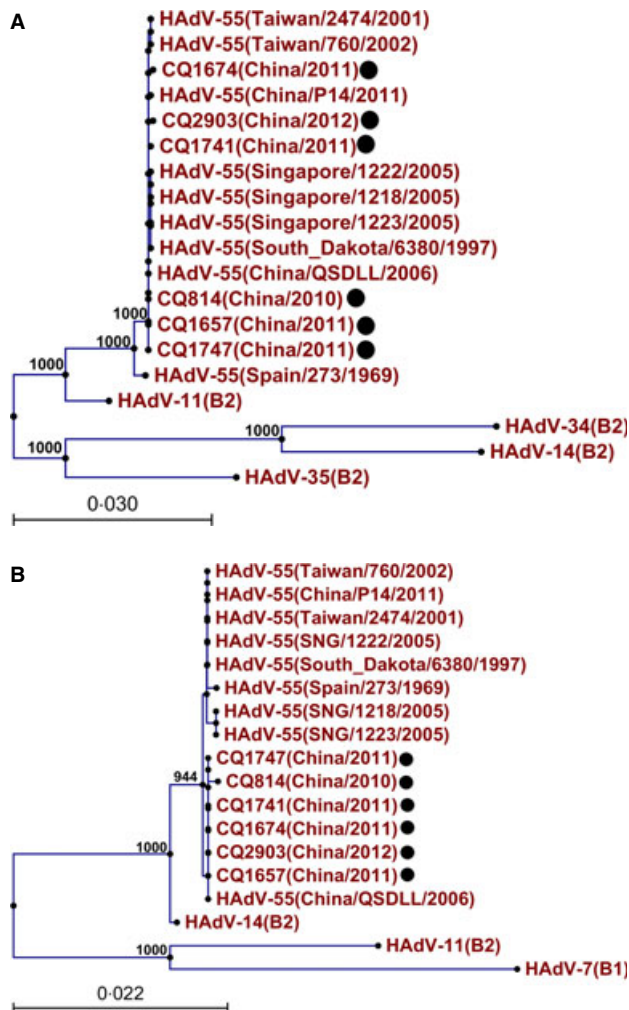 A
HAdV-55(Taiwan/2474/2001)
HAdV-55(Taiwan/760/2002)
CQ1674(China/2011)
HAdV-55(China/P14/2011)
CQ2903(China/2012)
CQ1741(China/2011)
HAdV-55(Singapore/1222/2005)
HAdV-55(Singapore/1218/2005)
HAdV-55(Singapore/1223/2005)
HAdV-55(South_Dakota/6380/1997)
HAdV-55(China/QSDLL/2006)
CQ814(China/2010)
1000
CQ1657(China/2011)
1000
CQ1747(China/2011)
1000
HAdV-55(Spain/273/1969)
HAdV-11(B2)
1000
HAdV-34(B2)
1000
HAdV-14(B2)
HAdV-35(B2)
0·030
B
HAdV-55(Taiwan/760/2002)
HAdV-55(China/P14/2011)
HAdV-55(Taiwan/2474/2001)
HAdV-55(SNG/1222/2005)
HAdV-55(South_Dakota/6380/1997)
HAdV-55(Spain/273/1969)
HAdV-55(SNG/1218/2005)
HAdV-55(SNG/1223/2005)
CQ1747(China/2011)
944
CQ814(China/2010)
CQ1741(China/2011)
CQ1674(China/2011)
1000
CQ2903(China/2012)
CQ1657(China/2011)
HAdV-55(China/QSDLL/2006)
HAdV-14(B2)
1000
HAdV-11(B2)
HAdV-7(B1)
0·022